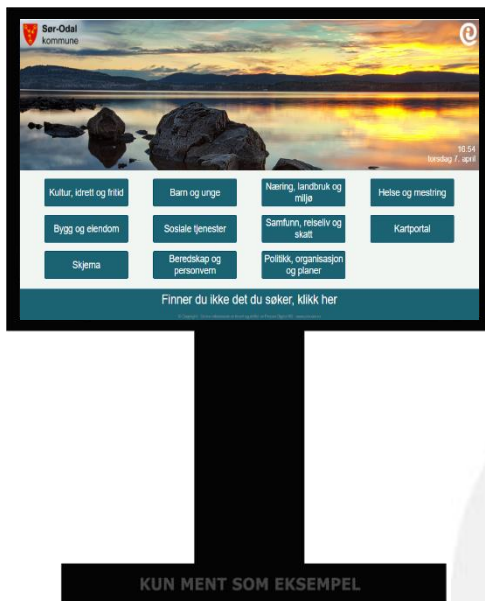 Sør-Odal
kommune
16:54
torsdag 7. april
Kultur, idrett og fritid
Barn og unge
Næring, landbruk og
miljø
Helse og mestring
Bygg og eiendom
Sosiale tjenester
Samfunn, reiseliv og
skatt
Kartportal
Skjema
Beredskap og
personvern
Politikk, organisasjon
og planer
Finner du ikke det du søker, klikk her
KUN MENT SOM EKSEMPEL